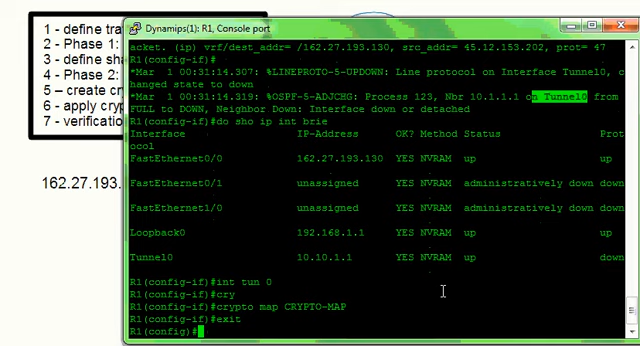 1 - define tra
2 - Phase 1:
3 - define sha
4 - Phase 2:
5 – create cr
6 - apply cryp
7 - verification
162.27.193.
Dynamips(1): R1, Console port
acket. (ip) vrf/dest_addr= /162.27.193.130, src_addr= 45.12.153.202, prot= 47
R1(config-if)#
*Mar  1 00:31:14.307: %LINEPROTO-5-UPDOWN: Line protocol on Interface Tunnel0, c
hanged state to down
*Mar  1 00:31:14.319: %OSPF-5-ADJCHG: Process 123, Nbr 10.1.1.1 on Tunnel0 from
FULL to DOWN, Neighbor Down: Interface down or detached
R1(config-if)#do sho ip int brie
Interface IP-Address OK? Method Status Prot
ocol
FastEthernet0/0 162.27.193.130 YES NVRAM up up
FastEthernet0/1 unassigned YES NVRAM administratively down down
FastEthernet1/0 unassigned YES NVRAM administratively down down
Loopback0 192.168.1.1 YES NVRAM up up
Tunnel0 10.10.1.1 YES NVRAM up down
R1(config-if)#int tun 0
R1(config-if)#cry
R1(config-if)#crypto map CRYPTO-MAP
R1(config-if)#exit
R1(config)#